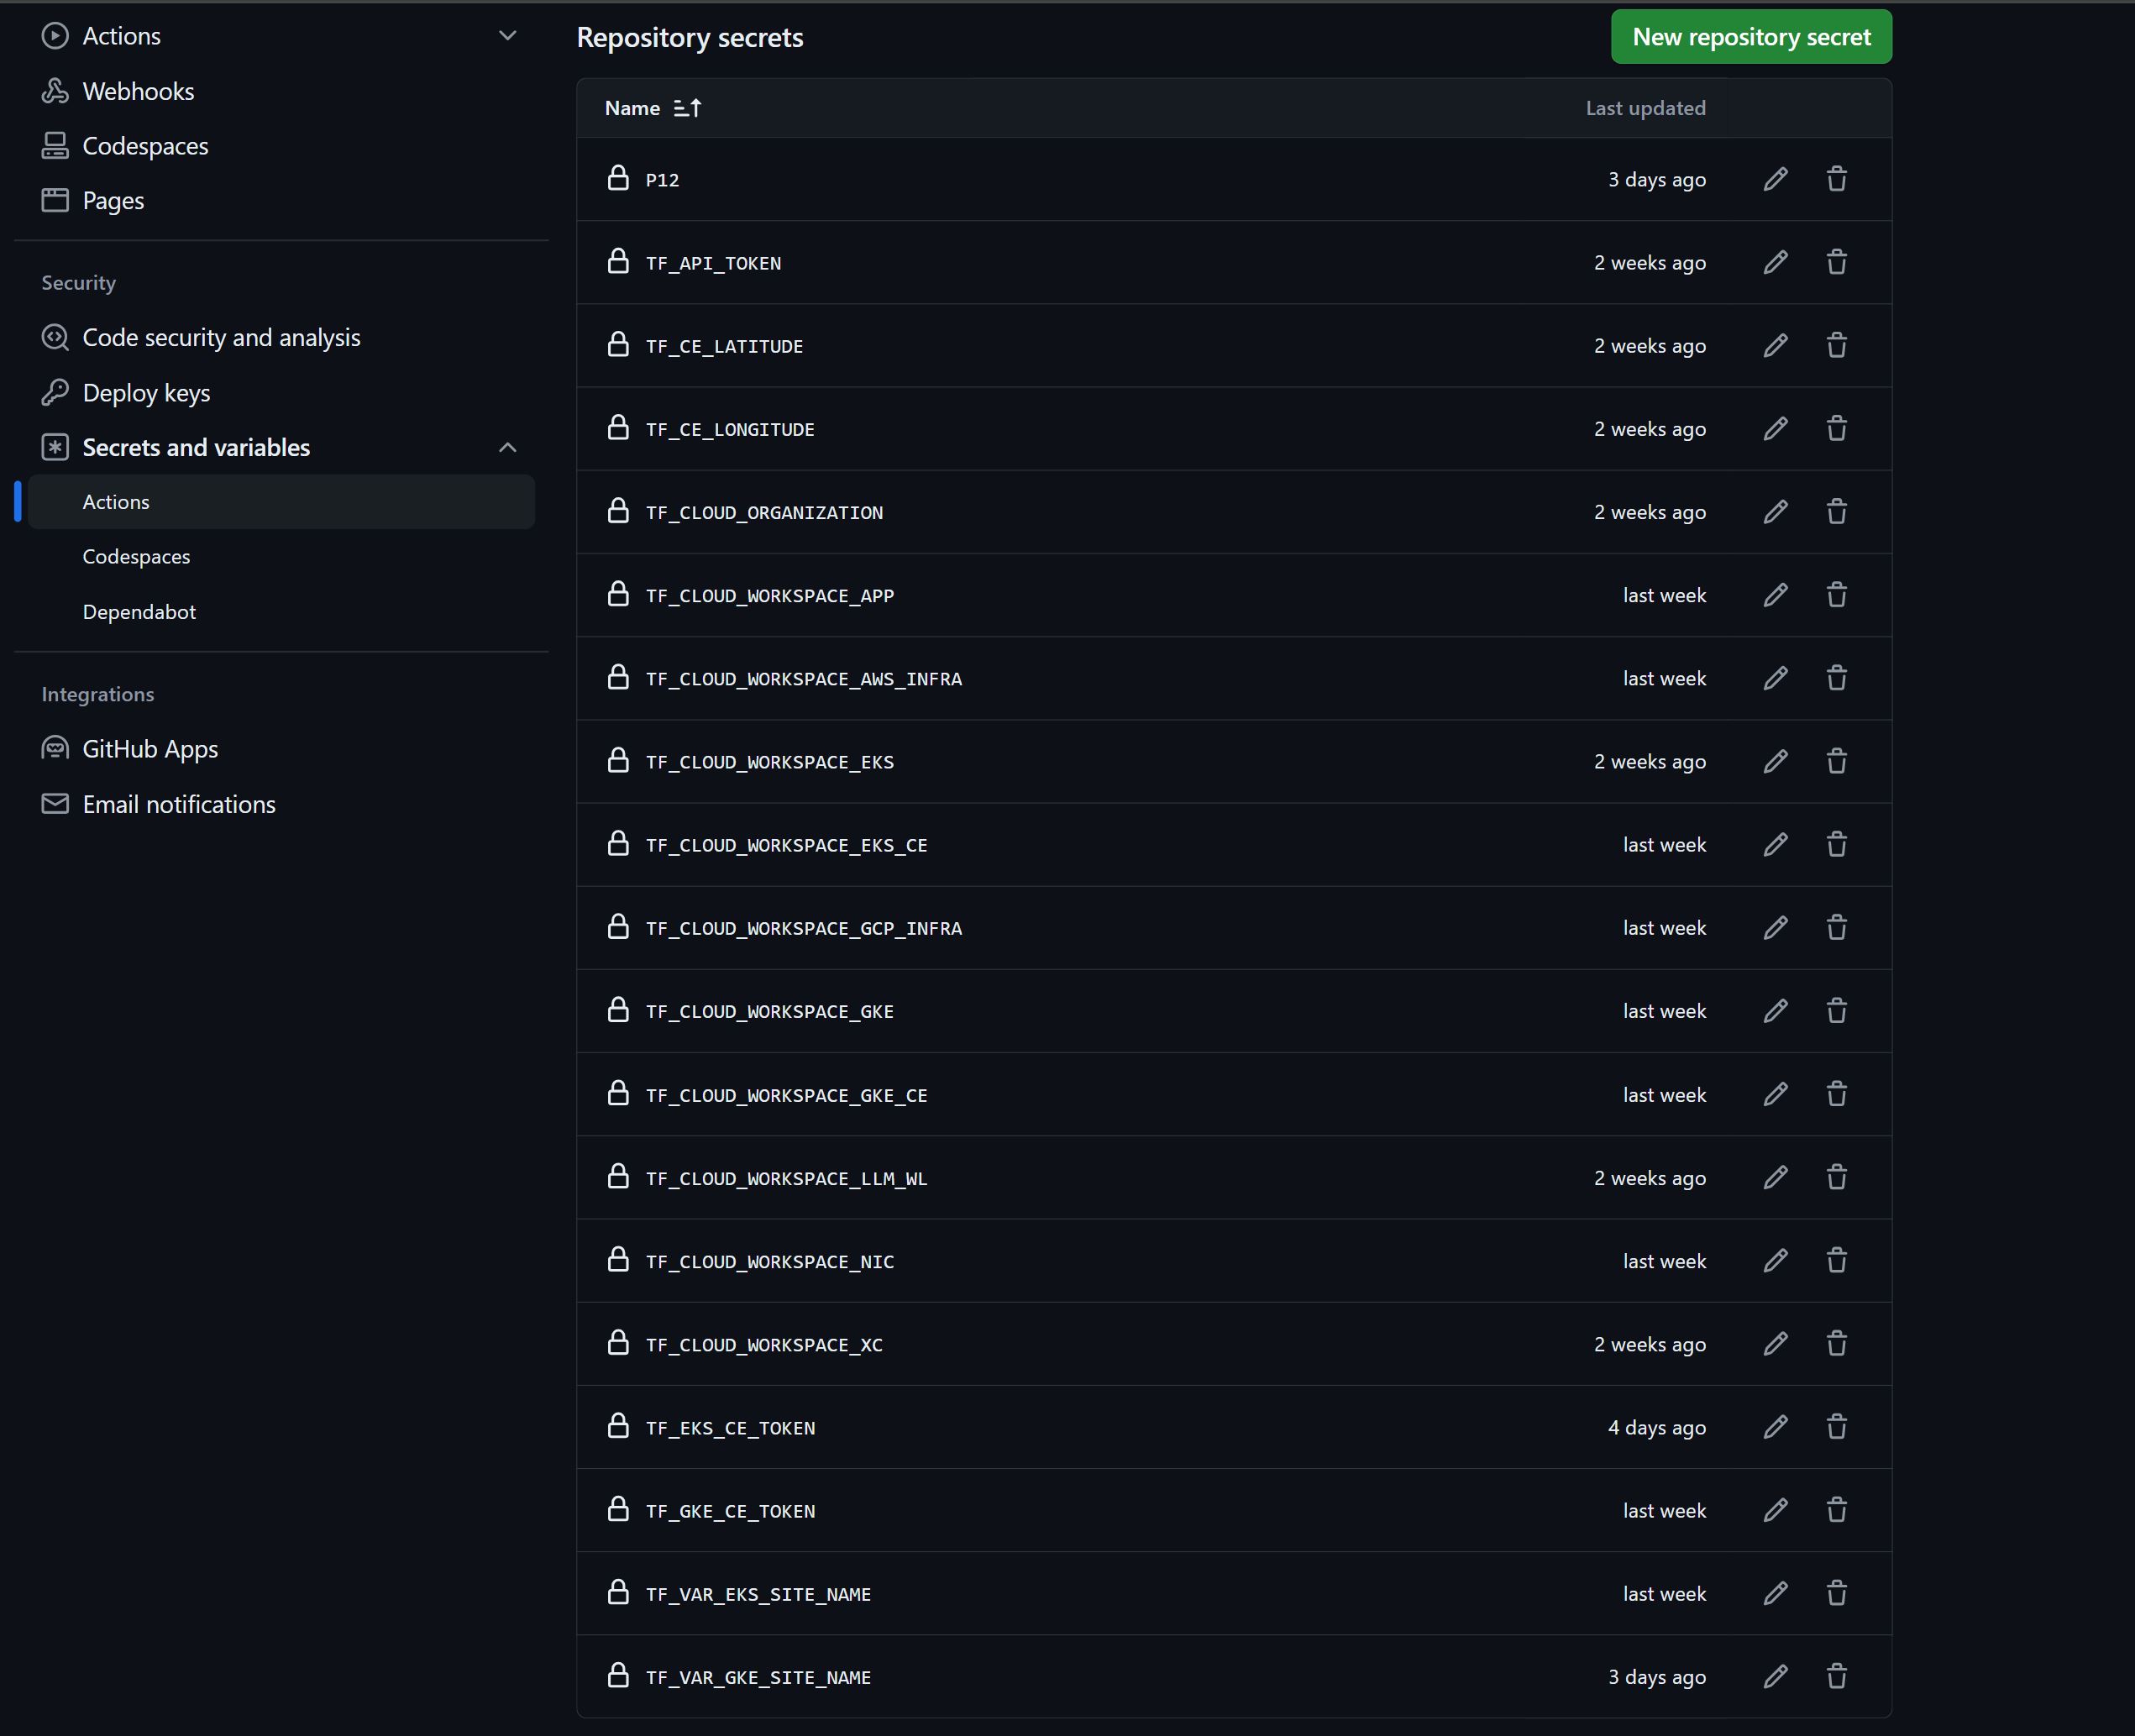 Actions
Webhooks
Codespaces
Pages
Security
Code security and analysis
Deploy keys
Secrets and variables
Actions
Codespaces
Dependabot
Integrations
GitHub Apps
Email notifications
Repository secrets
New repository secret
Name Last updated
P12 3 days ago
TF_API_TOKEN 2 weeks ago
TF_CE_LATITUDE 2 weeks ago
TF_CE_LONGITUDE 2 weeks ago
TF_CLOUD_ORGANIZATION 2 weeks ago
TF_CLOUD_WORKSPACE_APP last week
TF_CLOUD_WORKSPACE_AWS_INFRA last week
TF_CLOUD_WORKSPACE_EKS 2 weeks ago
TF_CLOUD_WORKSPACE_EKS_CE last week
TF_CLOUD_WORKSPACE_GCP_INFRA last week
TF_CLOUD_WORKSPACE_GKE last week
TF_CLOUD_WORKSPACE_GKE_CE last week
TF_CLOUD_WORKSPACE_LLM_WL 2 weeks ago
TF_CLOUD_WORKSPACE_NIC last week
TF_CLOUD_WORKSPACE_XC 2 weeks ago
TF_EKS_CE_TOKEN 4 days ago
TF_GKE_CE_TOKEN last week
TF_VAR_EKS_SITE_NAME last week
TF_VAR_GKE_SITE_NAME 3 days ago